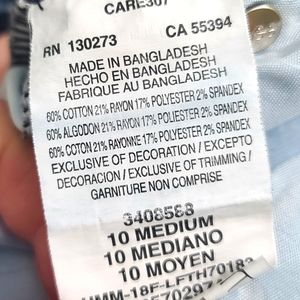 CARE307
RN 130273 CA 55394
MADE IN BANGLADESH
HECHO EN BANGLADESH
FABRIQUE AU BANGLADESH
60% COTTON 21% RAYON 17% POLYESTER 2% SPANDEX
60% ALGODON 21% RAYON 17% POLYESTER 2% SPANDEX
60% COTON 21% RAYONNE 17% POLYESTER 2% SPANDEX
EXCLUSIVE OF DECORATION / EXCEPTO
DECORACION / EXCLUSIVE OF TRIMMING /
GARNITURE NON COMPRISE
3408588
10 MEDIUM
10 MEDIANO
10 MOYEN